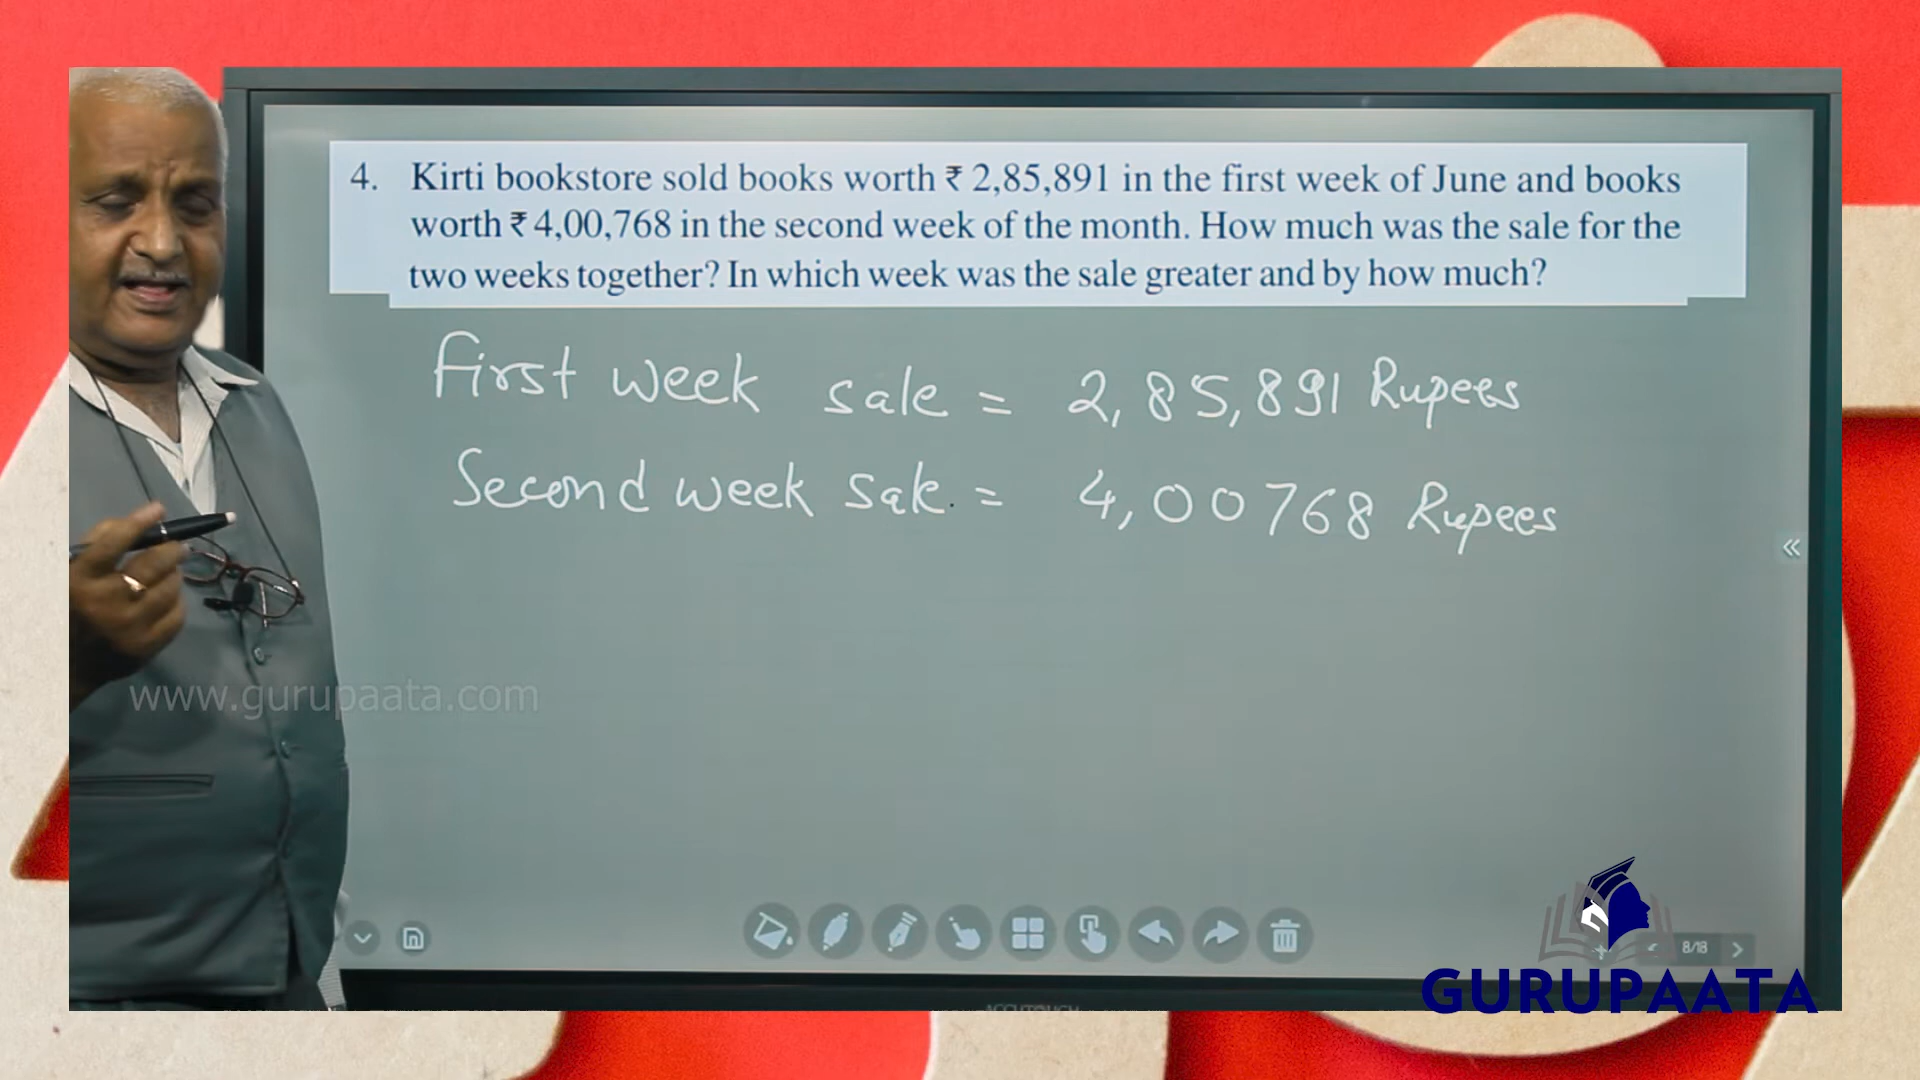 4. Kirti bookstore sold books worth ₹ 2,85,891 in the first week of June and books
worth ₹ 4,00,768 in the second week of the month. How much was the sale for the
two weeks together? In which week was the sale greater and by how much?
First week sale = 2,85,891 Rupees
Second week sale. = 4,00768 Rupees
www.gurupaata.com
8/13
GURUPAATA